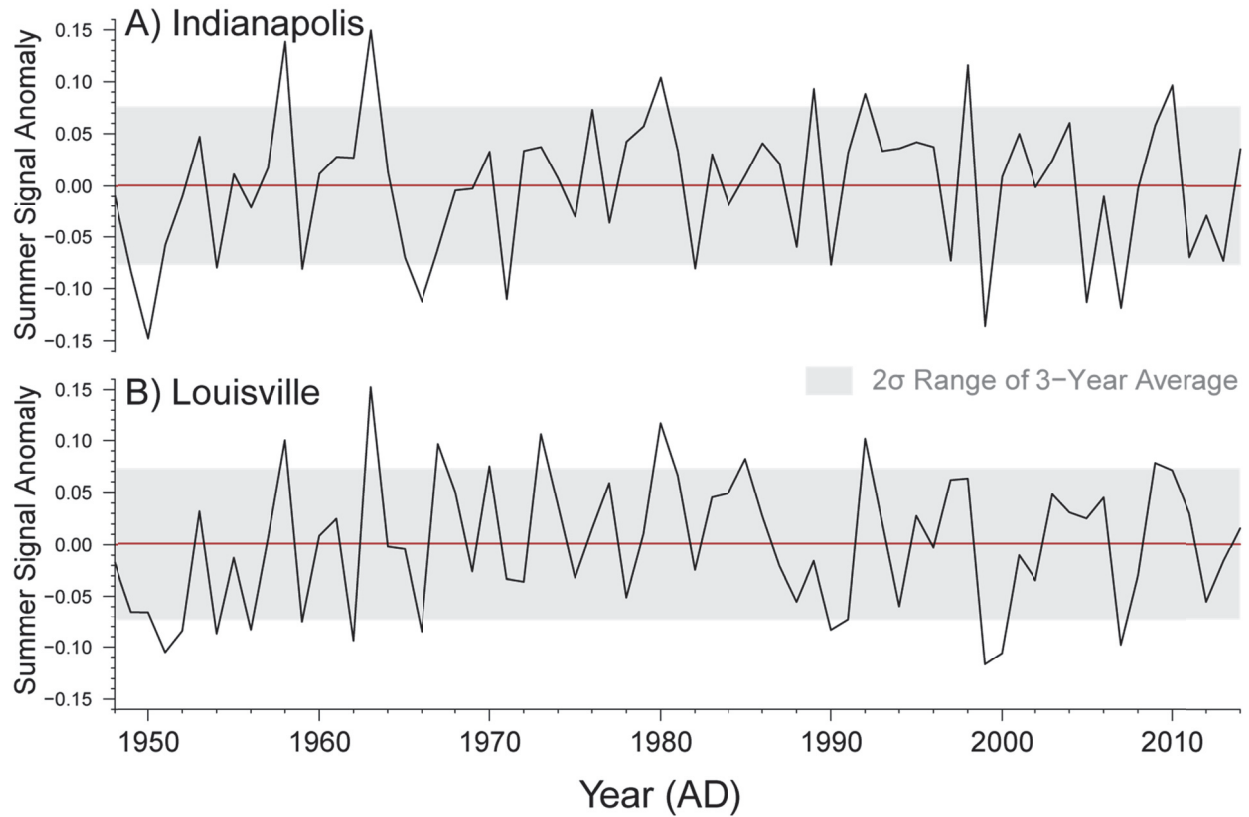 A) Indianapolis
Summer Signal Anomaly
0.15
0.10
0.05
0.00
−0.05
−0.10
−0.15
2σ Range of 3−Year Average
B) Louisville
Summer Signal Anomaly
0.15
0.10
0.05
0.00
−0.05
−0.10
−0.15
1950 1960 1970 1980 1990 2000 2010
Year (AD)